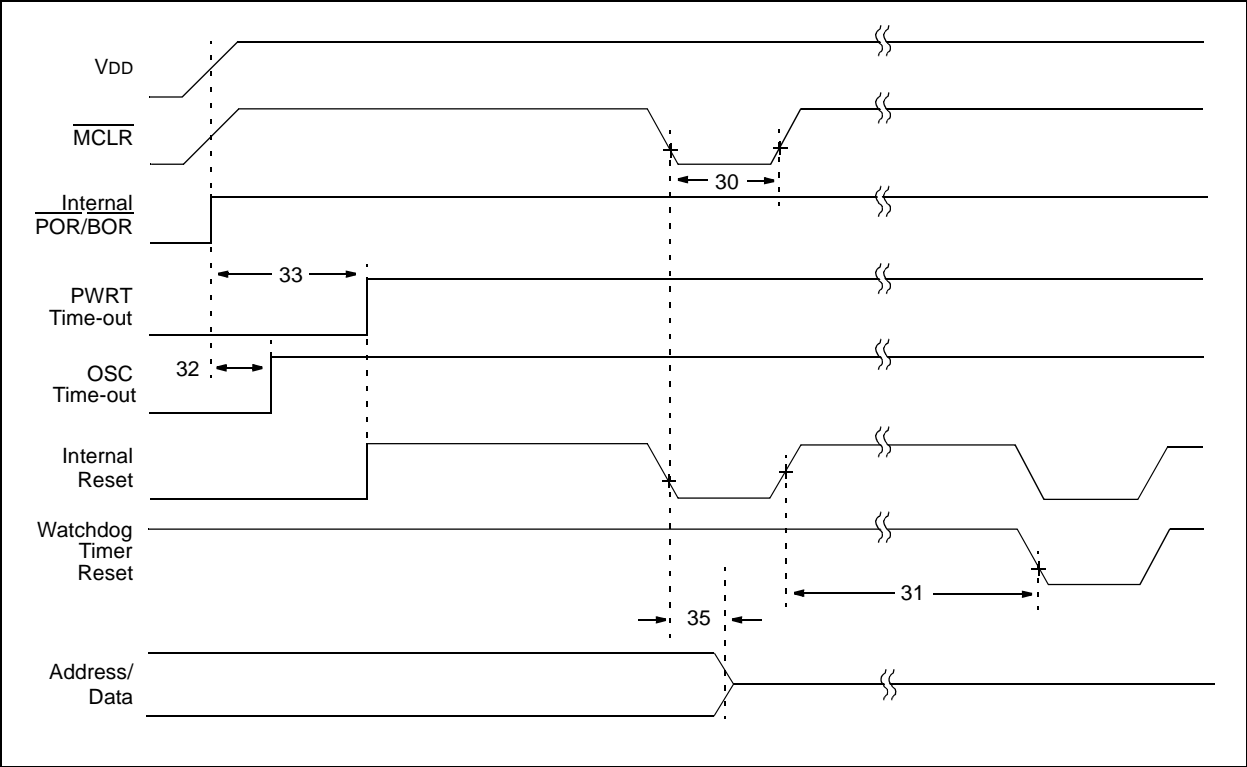 VDD
MCLR
30
Internal
POR/BOR
33
PWRT
Time-out
32
OSC
Time-out
Internal
Reset
Watchdog
Timer
Reset
31
35
Address/
Data